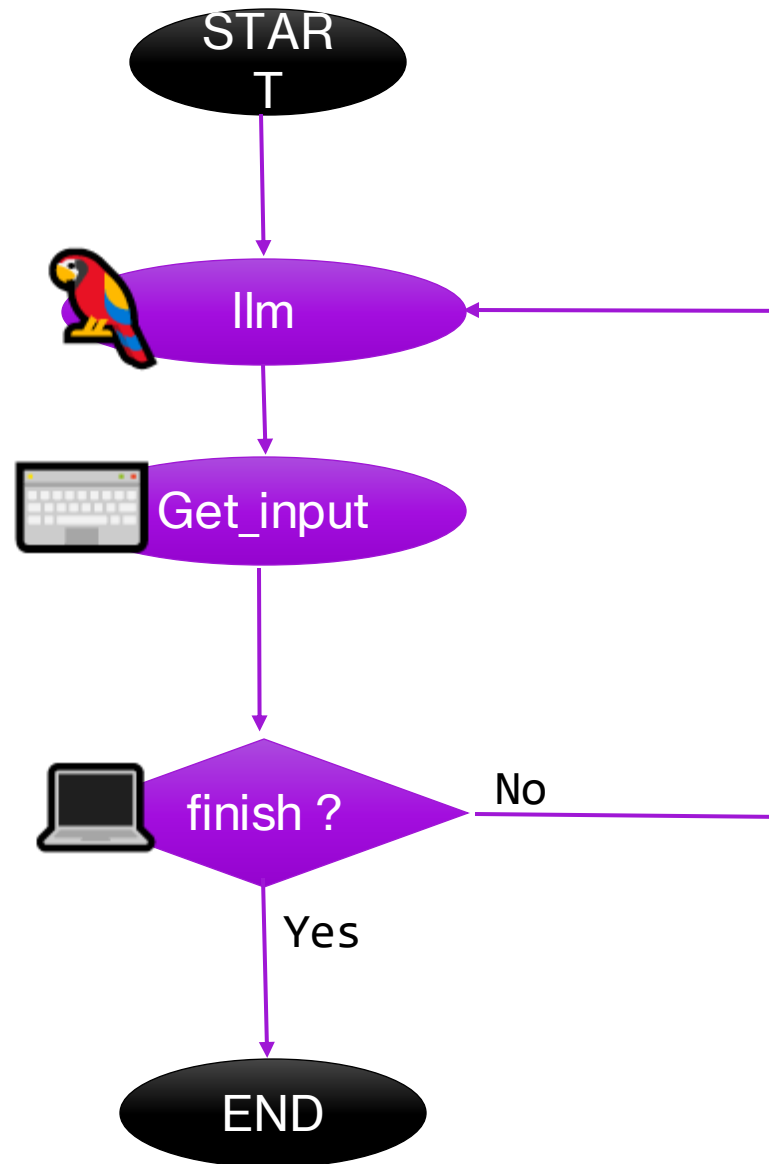 STAR
T
llm
Get_input
finish ?
No
Yes
END